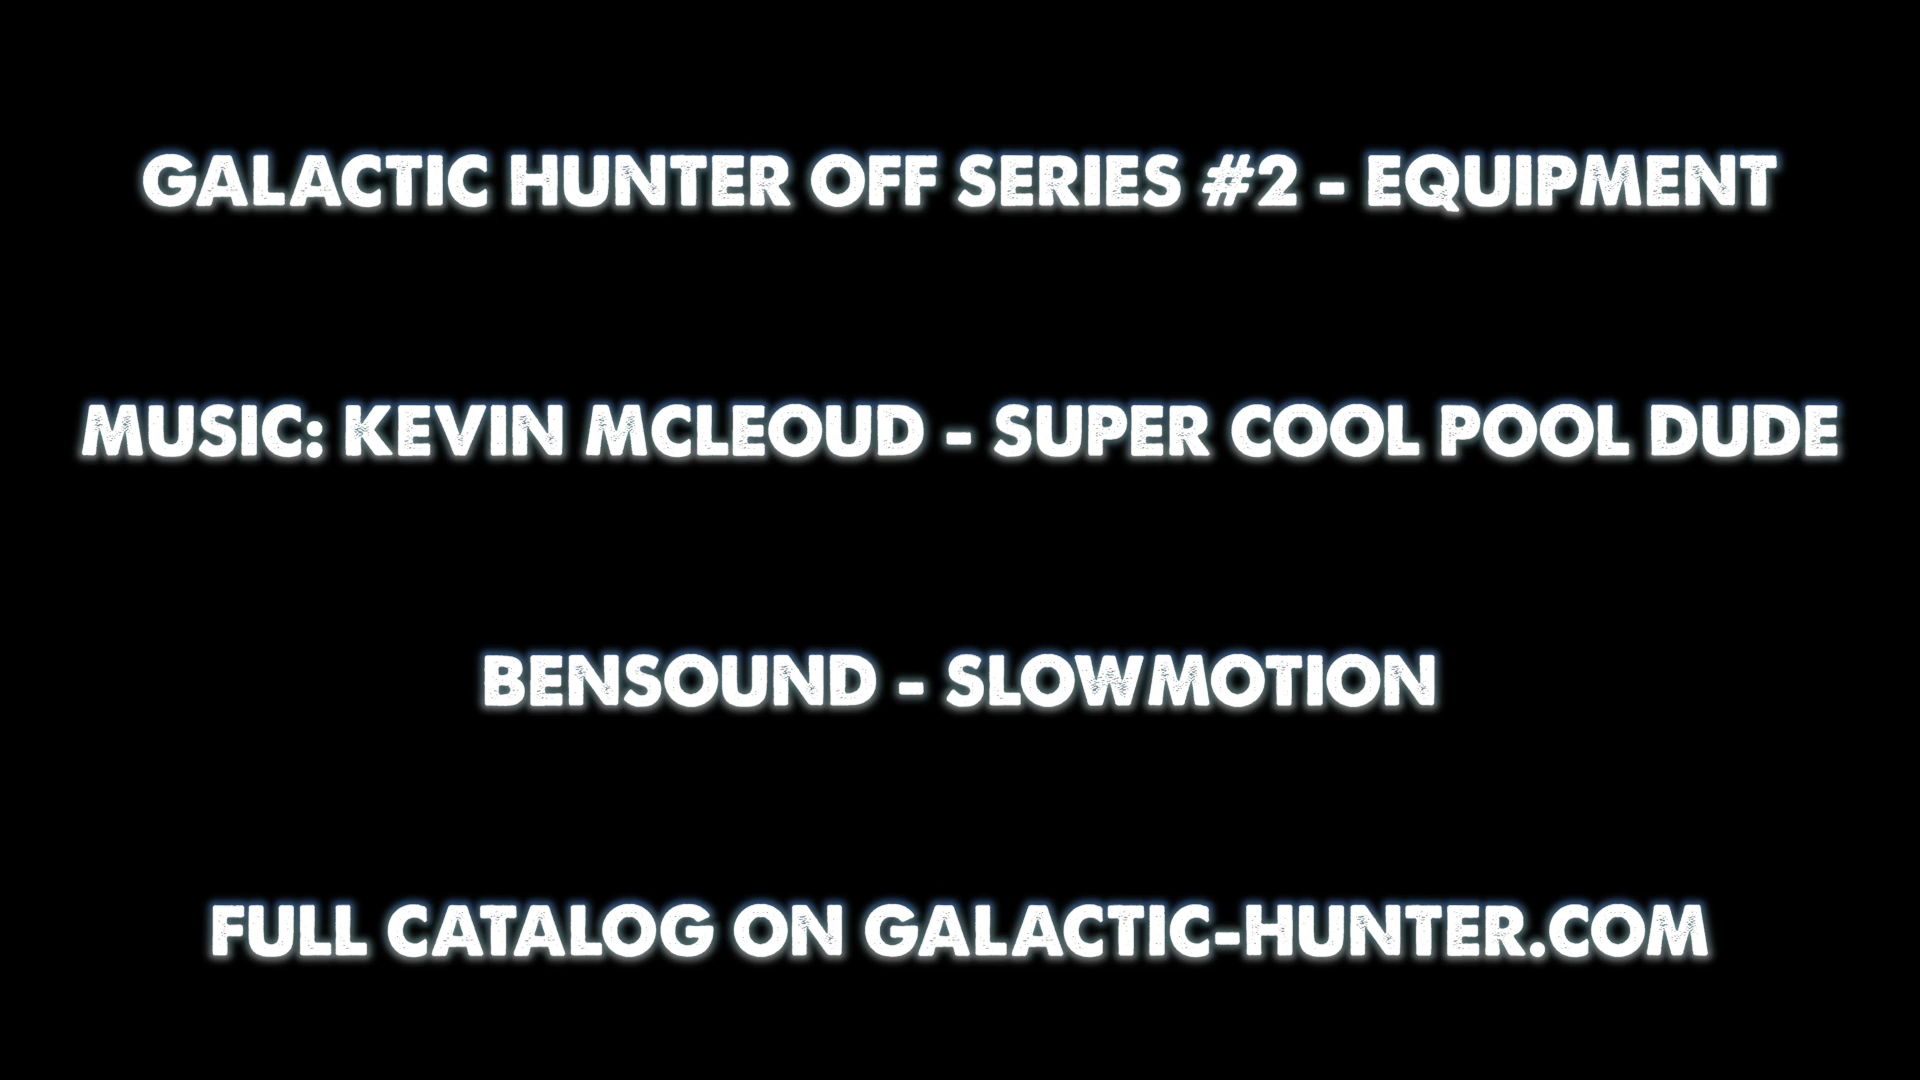 GALACTIC HUNTER OFF SERIES #2 - EQUIPMENT
MUSIC: KEVIN MCLEOUD - SUPER COOL POOL DUDE
BENSOUND - SLOWMOTION
FULL CATALOG ON GALACTIC-HUNTER.COM